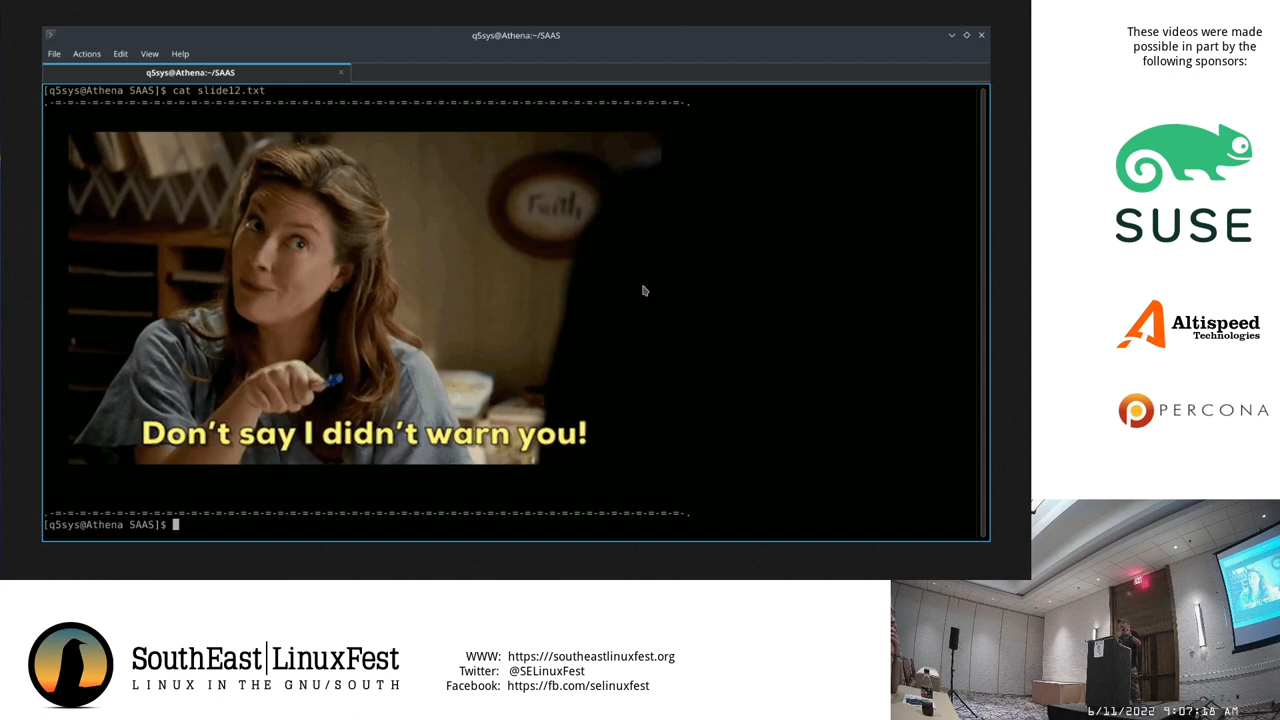 q5sys@Athena:~/SAAS
File Actions Edit View Help
q5sys@Athena:~/SAAS
[q5sys@Athena SAAS]$ cat slide12.txt
.-=-=-=-=-=-=-=-=-=-=-=-=-=-=-=-=-=-=-=-=-=-=-=-=-=-=-=-=-=-=-=-=-=-=-=-=-=-=-=-=-=-=-=-=-=-=-=-=-.
Faith
Don't say I didn't warn you!
.-=-=-=-=-=-=-=-=-=-=-=-=-=-=-=-=-=-=-=-=-=-=-=-=-=-=-=-=-=-=-=-=-=-=-=-=-=-=-=-=-=-=-=-=-=-=-=-=-.
[q5sys@Athena SAAS]$
These videos were made
possible in part by the
following sponsors:
SUSE
Altispeed
Technologies
PERCONA
SouthEast|LinuxFest
LINUX IN THE GNU/SOUTH
WWW: https:///southeastlinuxfest.org
Twitter: @SELinuxFest
Facebook: https://fb.com/selinuxfest
6/11/2022 9:07:18 AM